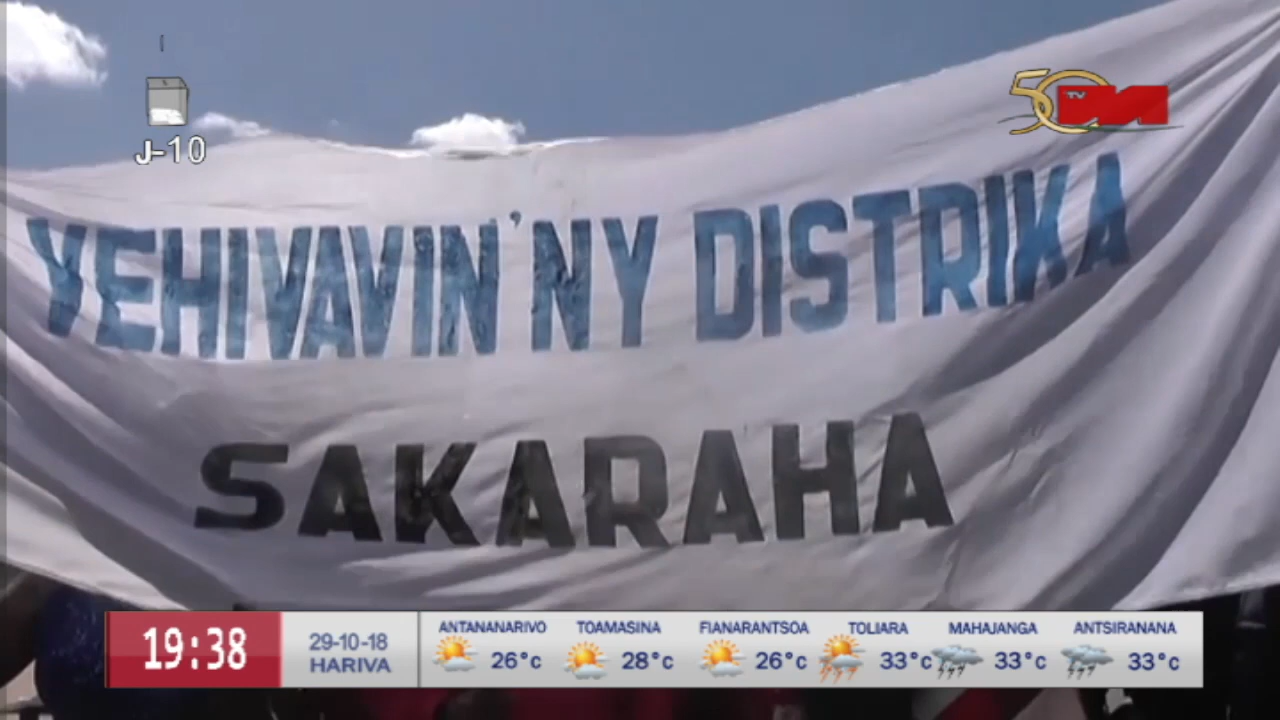 J-10
50
TV
YEHIVAVIN'NY DISTRIKA
SAKARAHA
19:38
29-10-18
HARIVA
ANTANANARIVO
26°c
TOAMASINA
28°c
FIANARANTSOA
26°c
TOLIARA
33°c
MAHAJANGA
33°c
ANTSIRANANA
33°c